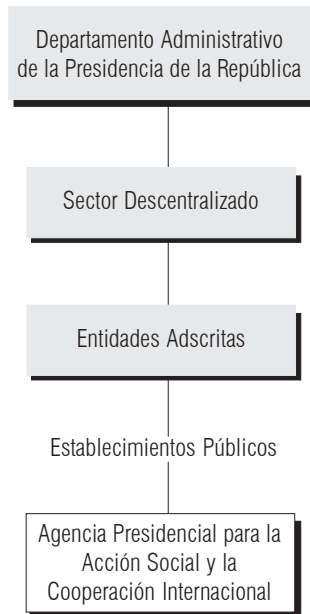 Departamento Administrativo
de la Presidencia de la República
Sector Descentralizado
Entidades Adscritas
Establecimientos Públicos
Agencia Presidencial para la
Acción Social y la
Cooperación Internacional